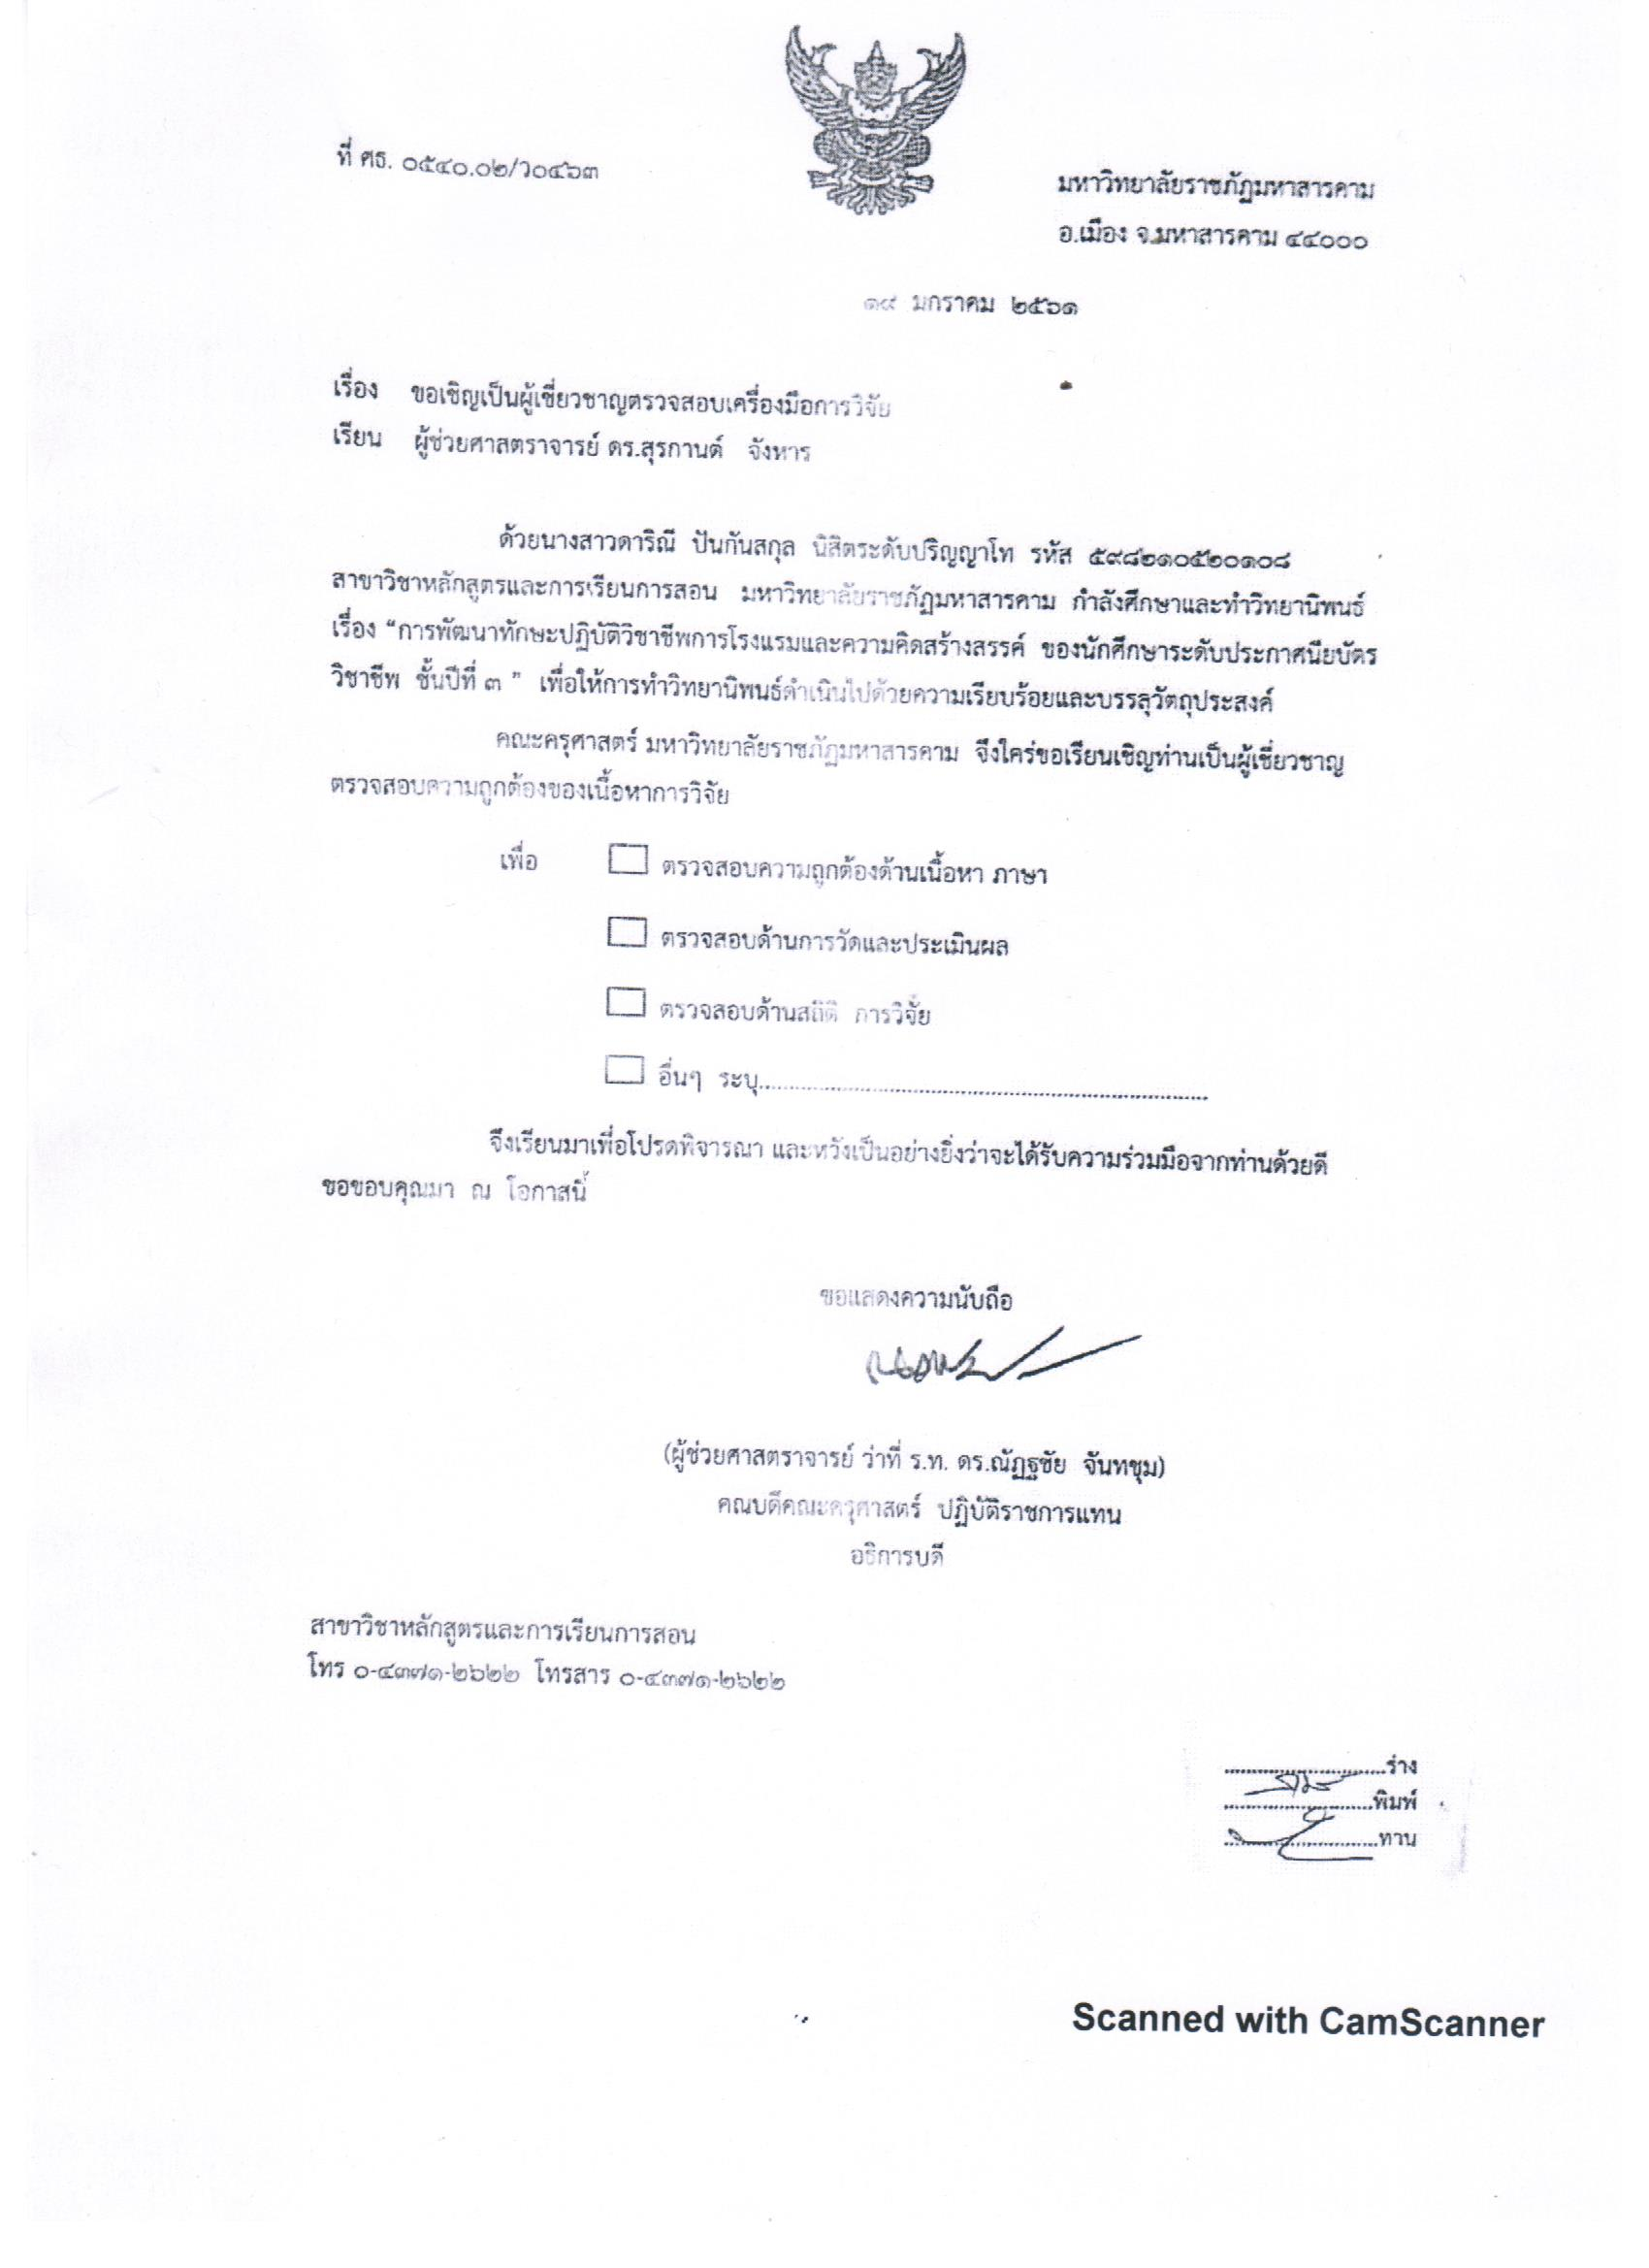 ที่ ศธ. ๐๕๔๐.๐๒/ว๐๔๖๓
มหาวิทยาลัยราชภัฏมหาสารคาม
อ.เมือง จ.มหาสารคาม ๔๔๐๐๐
๑๙ มกราคม ๒๕๖๑
เรื่อง ขอเชิญเป็นผู้เชี่ยวชาญตรวจสอบเครื่องมือการวิจัย
เรียน ผู้ช่วยศาสตราจารย์ ดร.สุรกานต์ จังหาร
ด้วยนางสาวดาริณี ปันกันสกุล นิสิตระดับปริญญาโท รหัส ๕๙๘๒๑๐๕๒๐๑๐๘
สาขาวิชาหลักสูตรและการเรียนการสอน มหาวิทยาลัยราชภัฏมหาสารคาม กำลังศึกษาและทำวิทยานิพนธ์
เรื่อง “การพัฒนาทักษะปฏิบัติวิชาชีพการโรงแรมและความคิดสร้างสรรค์ ของนักศึกษาระดับประกาศนียบัตร
วิชาชีพ ชั้นปีที่ ๓ ” เพื่อให้การทำวิทยานิพนธ์ดำเนินไปด้วยความเรียบร้อยและบรรลุวัตถุประสงค์
คณะครุศาสตร์ มหาวิทยาลัยราชภัฏมหาสารคาม จึงใคร่ขอเรียนเชิญท่านเป็นผู้เชี่ยวชาญ
ตรวจสอบความถูกต้องของเนื้อหาการวิจัย
เพื่อ ตรวจสอบความถูกต้องด้านเนื้อหา ภาษา
ตรวจสอบด้านการวัดและประเมินผล
ตรวจสอบด้านสถิติ การวิจัย
อื่นๆ ระบุ..........................................................................
จึงเรียนมาเพื่อโปรดพิจารณา และหวังเป็นอย่างยิ่งว่าจะได้รับความร่วมมือจากท่านด้วยดี
ขอขอบคุณมา ณ โอกาสนี้
ขอแสดงความนับถือ
(ผู้ช่วยศาสตราจารย์ ว่าที่ ร.ท. ดร.ณัฏฐชัย จันทชุม)
คณบดีคณะครุศาสตร์ ปฏิบัติราชการแทน
อธิการบดี
สาขาวิชาหลักสูตรและการเรียนการสอน
โทร ๐-๔๓๗๑-๒๖๒๒ โทรสาร ๐-๔๓๗๑-๒๖๒๒
..............................ร่าง
..............................พิมพ์
..............................ทาน
Scanned with CamScanner